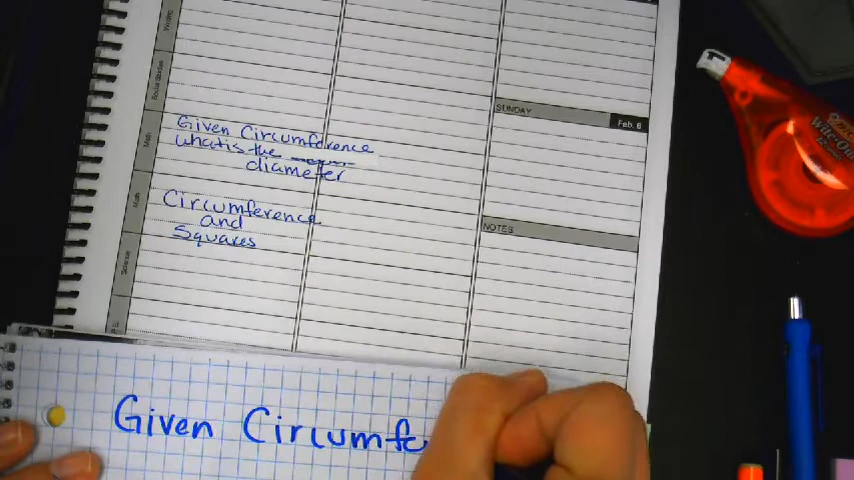 Social Studies
SUNDAY
Feb. 6
Math
Given Circumference
what is the
diameter
Math
Circumference
and
Squares
NOTES
Science
Given Circumfe
Wite-Out